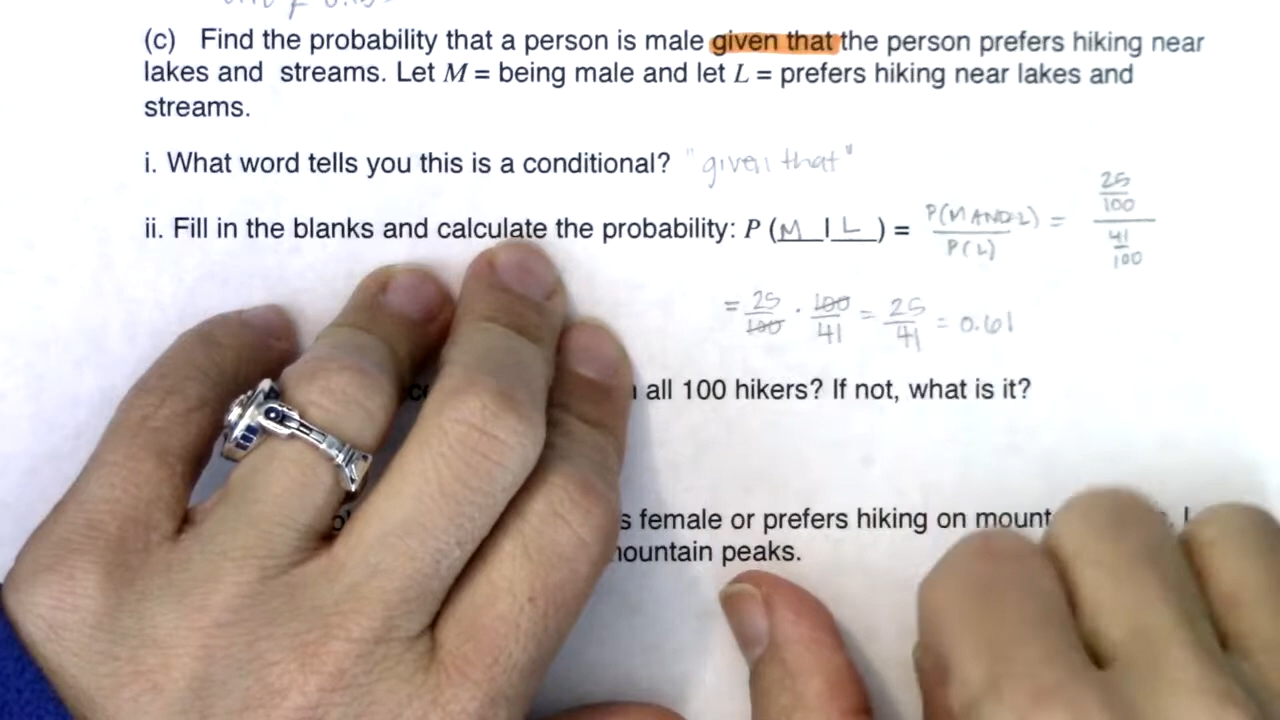 (c) Find the probability that a person is male given that the person prefers hiking near
lakes and streams. Let M = being male and let L = prefers hiking near lakes and
streams.
i. What word tells you this is a conditional? "given that"
ii. Fill in the blanks and calculate the probability: P (M | L) = P(M AND L)/P(L) = 25/100 / 41/100
= 25/100 · 100/41 = 25/41 = 0.61
all 100 hikers? If not, what is it?
s female or prefers hiking on mount
mountain peaks.